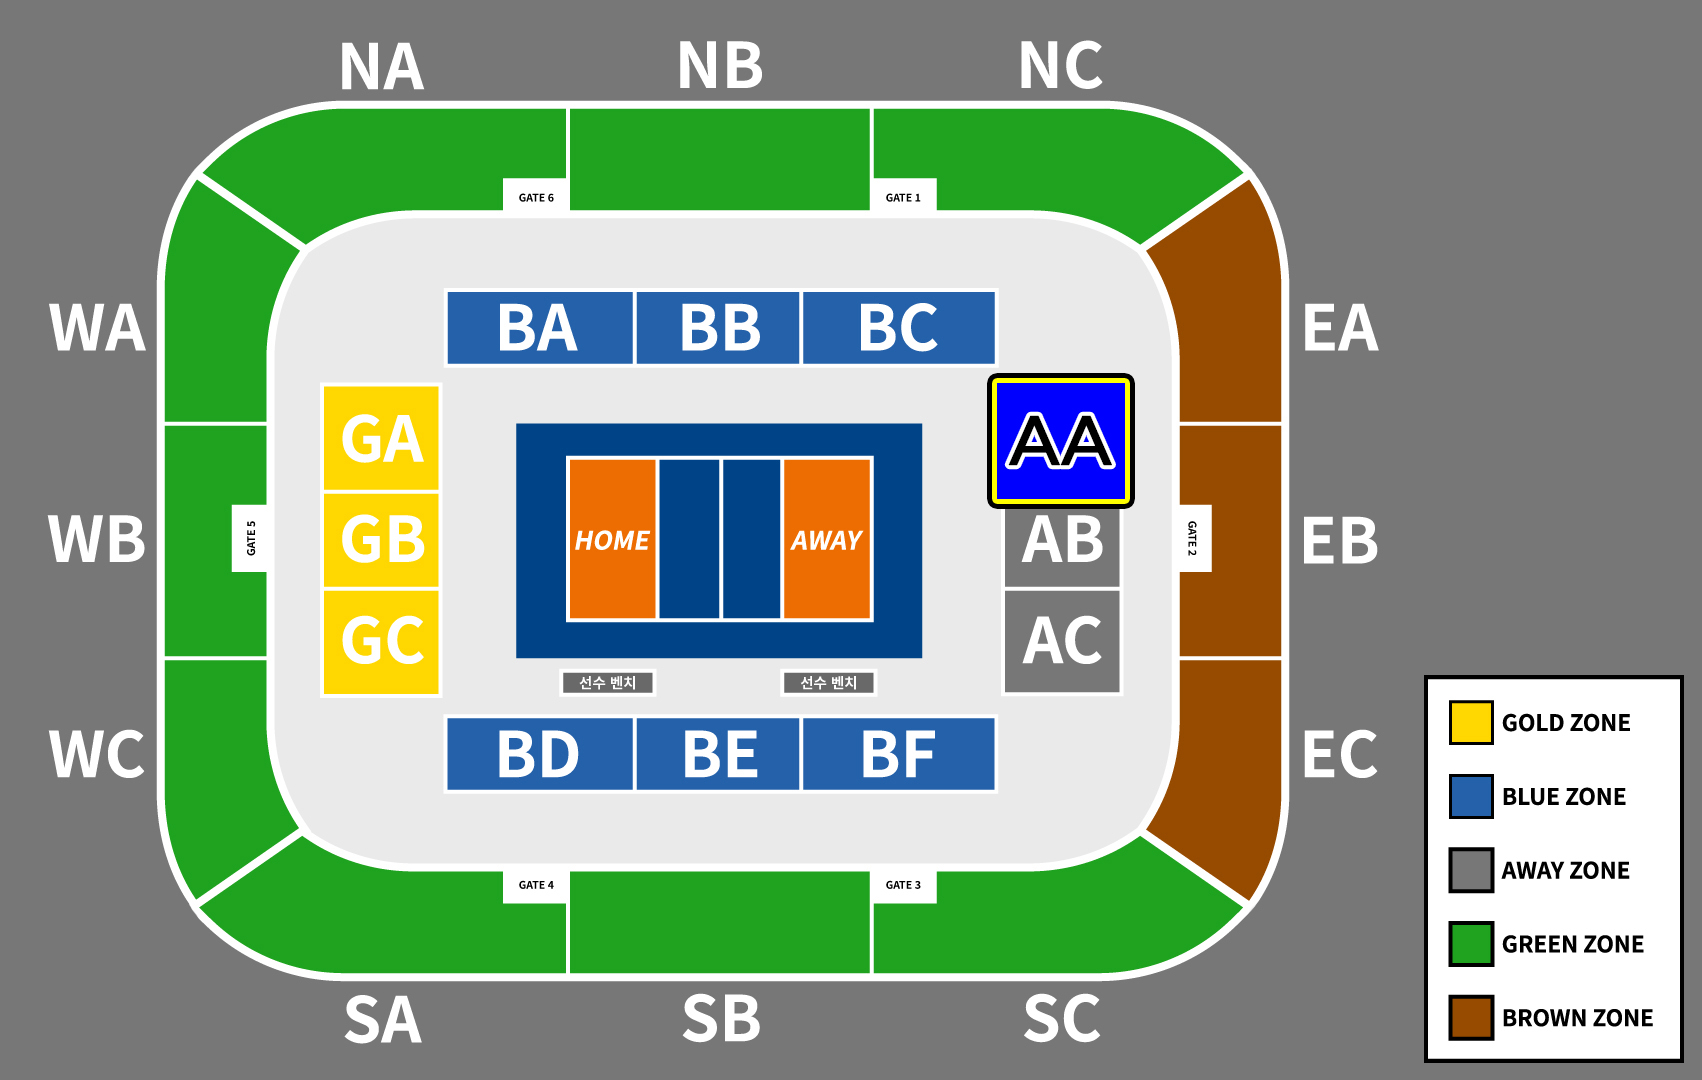 NA NB NC
GATE 6 GATE 1
WA BA BB BC EA
GA AA
WB GATE 5 GB HOME AWAY AB GATE 2 EB
GC AC
선수 벤치 선수 벤치
WC BD BE BF EC
GATE 4 GATE 3
SA SB SC
GOLD ZONE
BLUE ZONE
AWAY ZONE
GREEN ZONE
BROWN ZONE